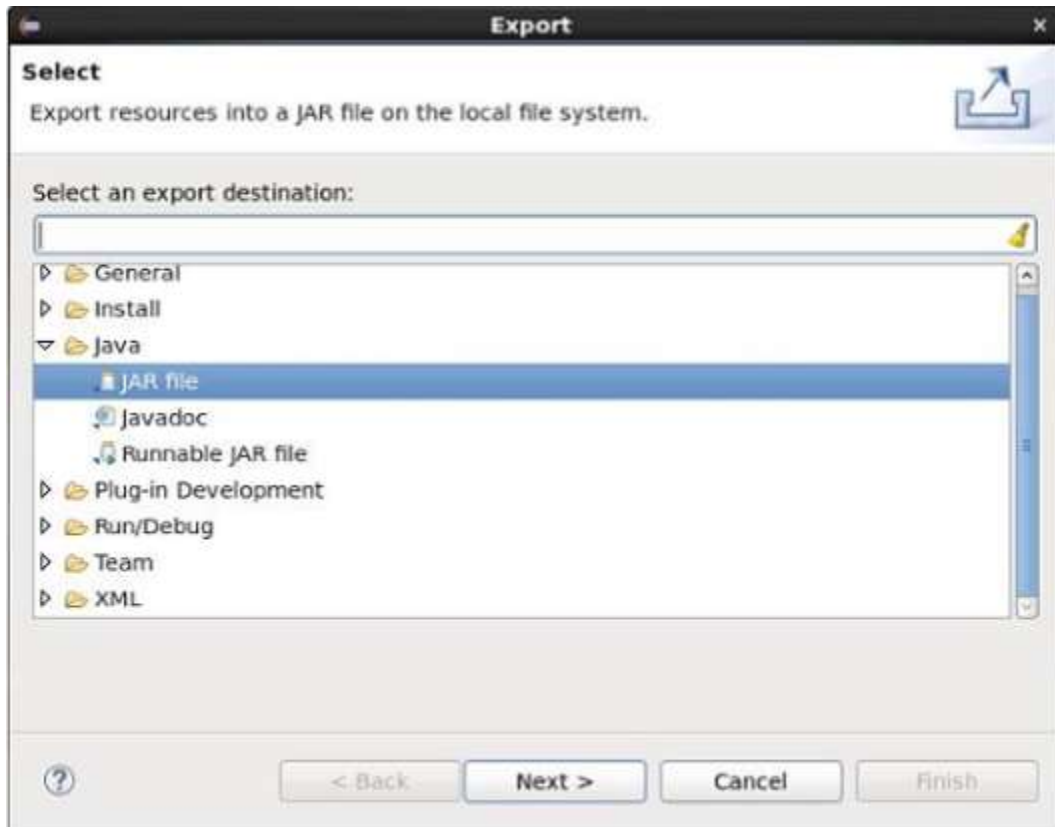 Export
Select
Export resources into a JAR file on the local file system.
Select an export destination:
General
Install
Java
JAR file
Javadoc
Runnable JAR file
Plug-in Development
Run/Debug
Team
XML
? < Back Next > Cancel Finish